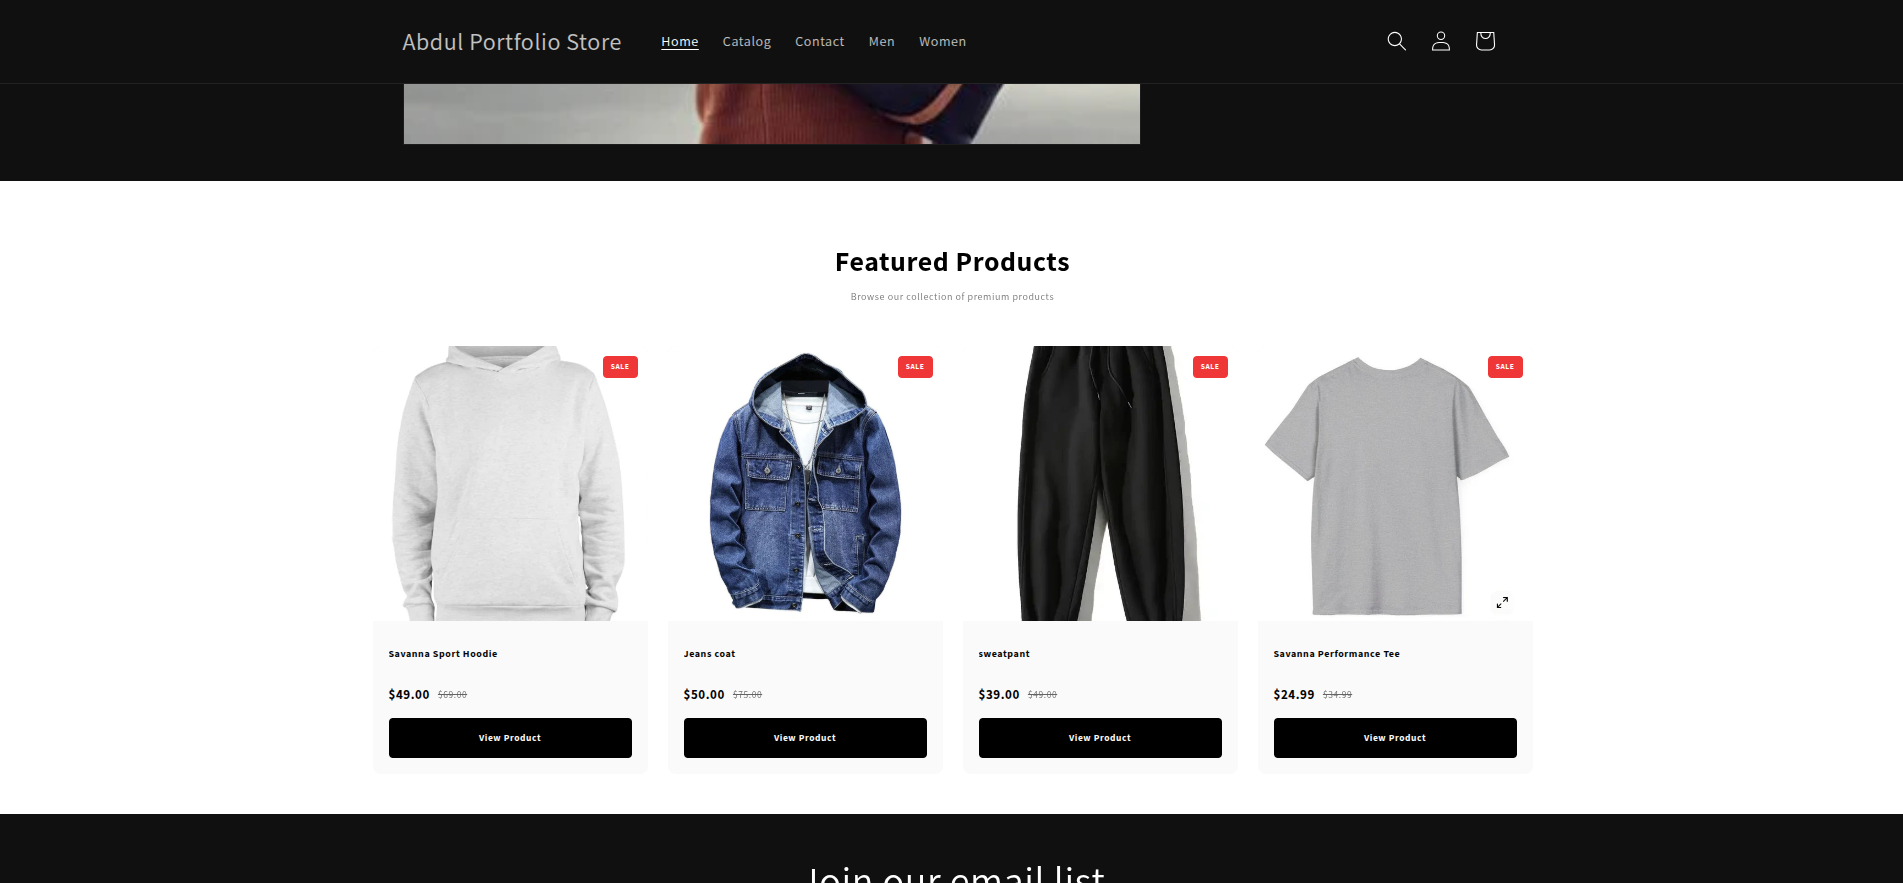 Abdul Portfolio Store Home Catalog Contact Men Women
Featured Products
Browse our collection of premium products
SALE SALE SALE SALE
Savanna Sport Hoodie Jeans coat sweatpant Savanna Performance Tee
$49.00 $69.00 $50.00 $75.00 $39.00 $49.00 $24.99 $34.99
View Product View Product View Product View Product
Join our email list